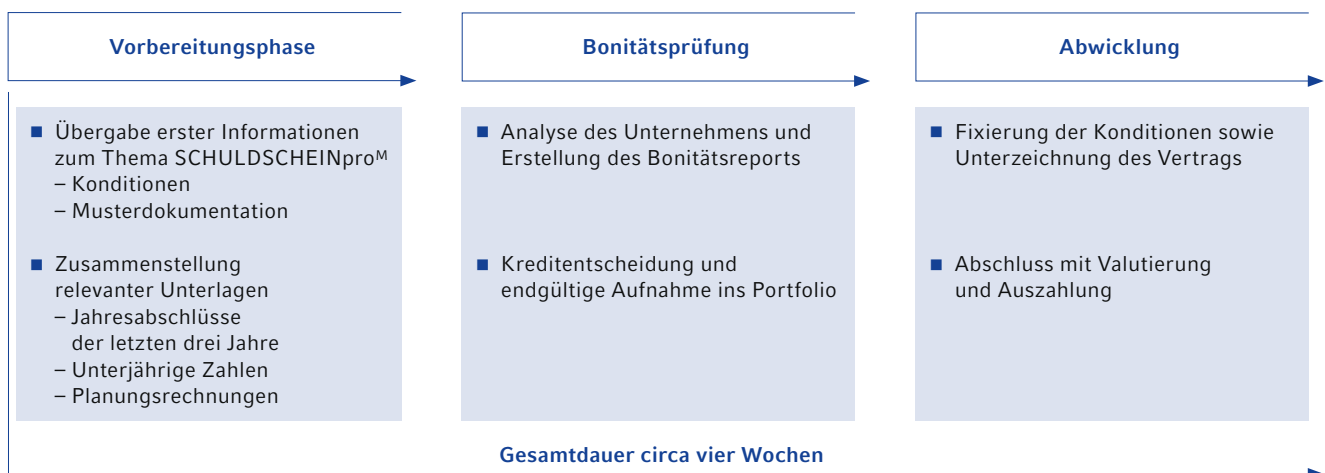 Vorbereitungsphase
■ Übergabe erster Informationen
zum Thema SCHULDSCHEINproᴹ
– Konditionen
– Musterdokumentation
■ Zusammenstellung
relevanter Unterlagen
– Jahresabschlüsse
der letzten drei Jahre
– Unterjährige Zahlen
– Planungsrechnungen
Bonitätsprüfung
■ Analyse des Unternehmens und
Erstellung des Bonitätsreports
■ Kreditentscheidung und
endgültige Aufnahme ins Portfolio
Abwicklung
■ Fixierung der Konditionen sowie
Unterzeichnung des Vertrags
■ Abschluss mit Valutierung
und Auszahlung
Gesamtdauer circa vier Wochen